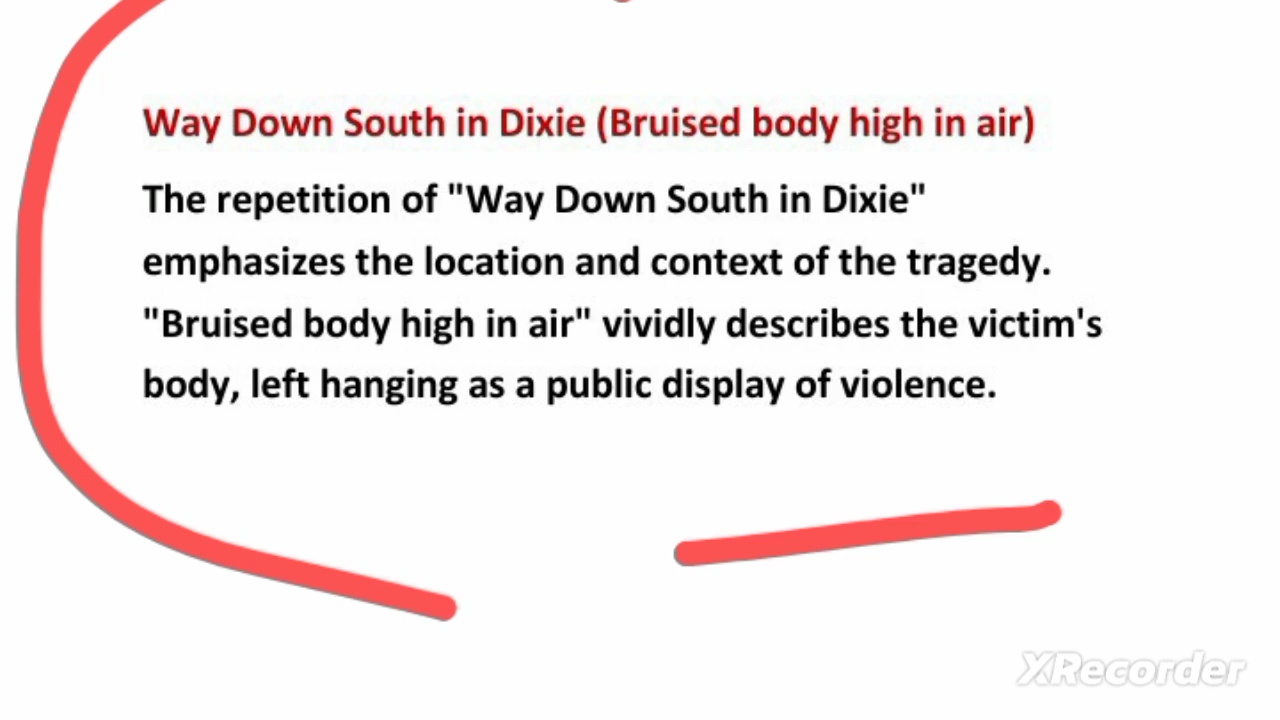 Way Down South in Dixie (Bruised body high in air)
The repetition of "Way Down South in Dixie"
emphasizes the location and context of the tragedy.
"Bruised body high in air" vividly describes the victim's
body, left hanging as a public display of violence.
XRecorder